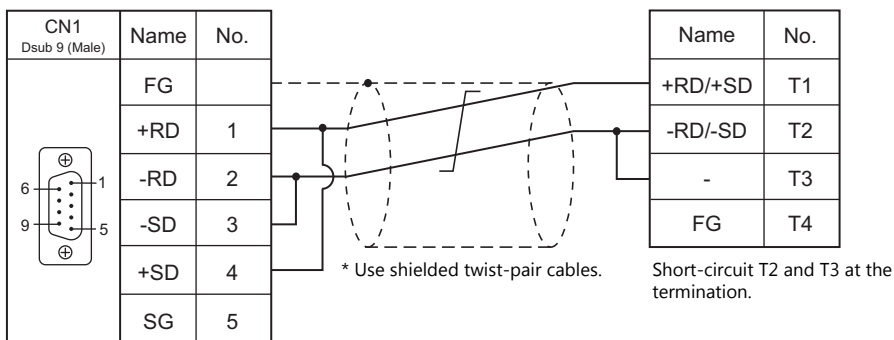 CN1
Dsub 9 (Male)
Name No.
FG
+RD 1
-RD 2
-SD 3
+SD 4
SG 5
6 1
9 5
* Use shielded twist-pair cables.
Name No.
+RD/+SD T1
-RD/-SD T2
- T3
FG T4
Short-circuit T2 and T3 at the
termination.